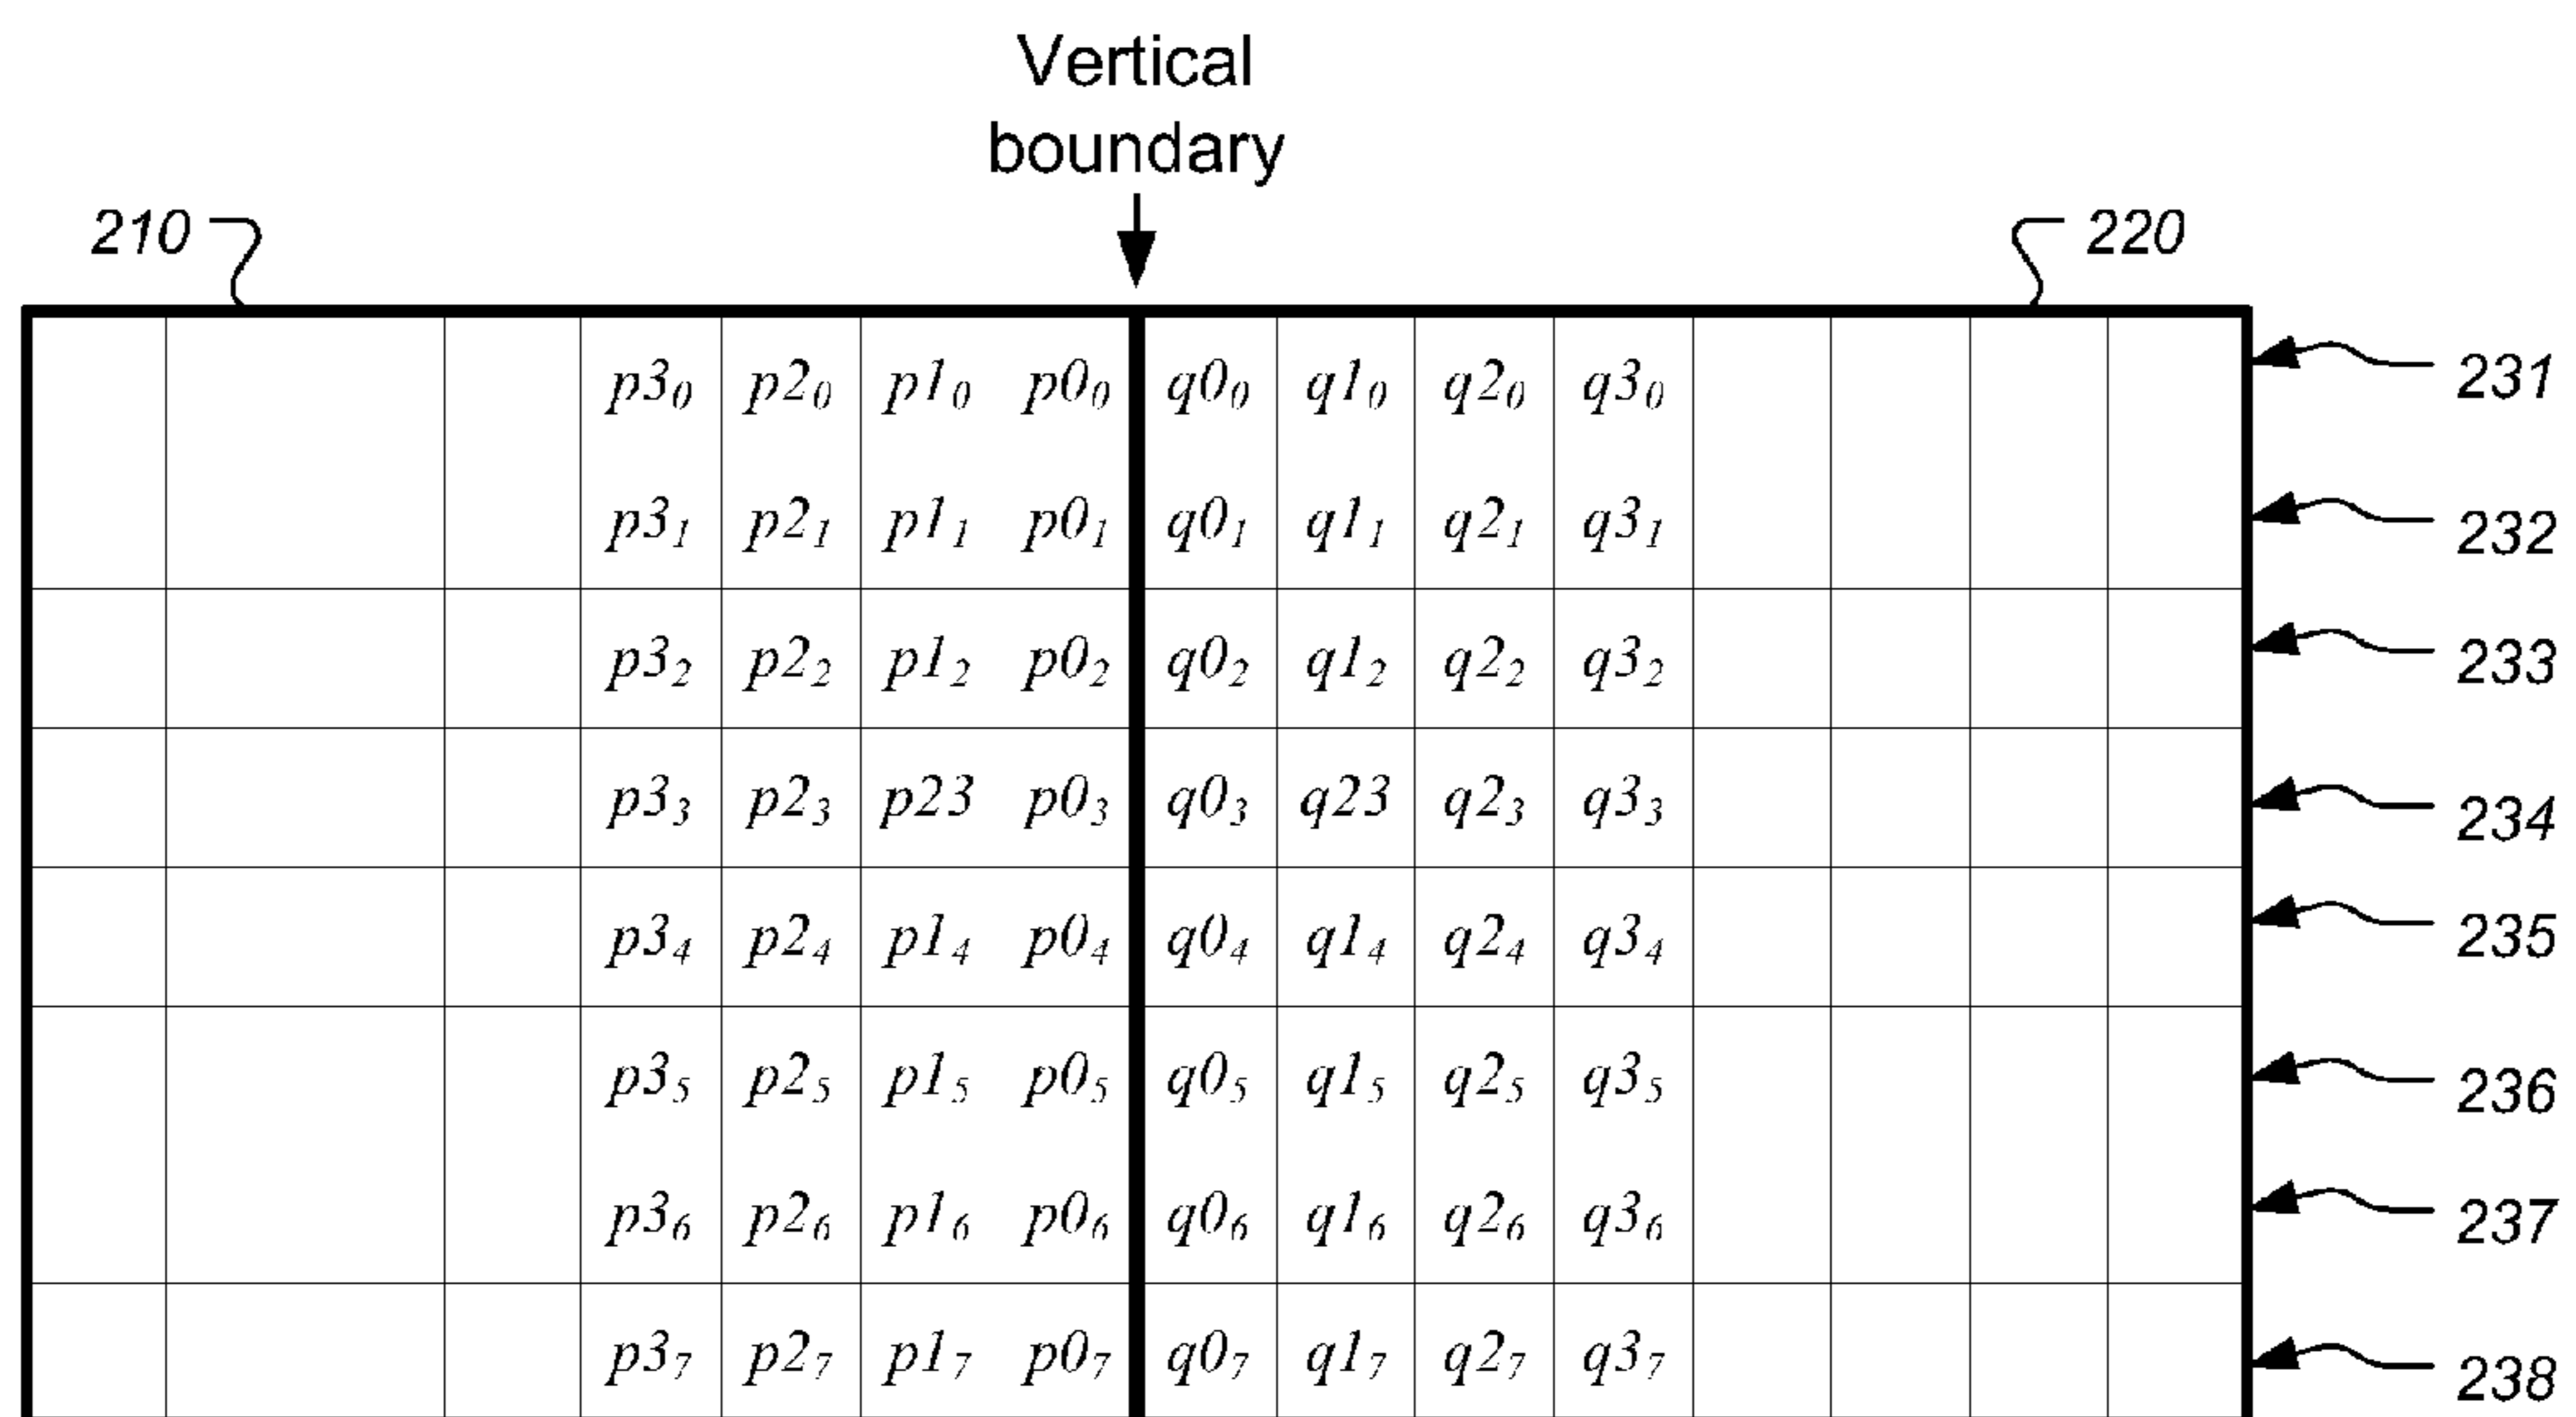 Vertical
boundary
210 220
p3₀ p2₀ p1₀ p0₀ q0₀ q1₀ q2₀ q3₀ 231
p3₁ p2₁ p1₁ p0₁ q0₁ q1₁ q2₁ q3₁ 232
p3₂ p2₂ p1₂ p0₂ q0₂ q1₂ q2₂ q3₂ 233
p3₃ p2₃ p23 p0₃ q0₃ q23 q2₃ q3₃ 234
p3₄ p2₄ p1₄ p0₄ q0₄ q1₄ q2₄ q3₄ 235
p3₅ p2₅ p1₅ p0₅ q0₅ q1₅ q2₅ q3₅ 236
p3₆ p2₆ p1₆ p0₆ q0₆ q1₆ q2₆ q3₆ 237
p3₇ p2₇ p1₇ p0₇ q0₇ q1₇ q2₇ q3₇ 238